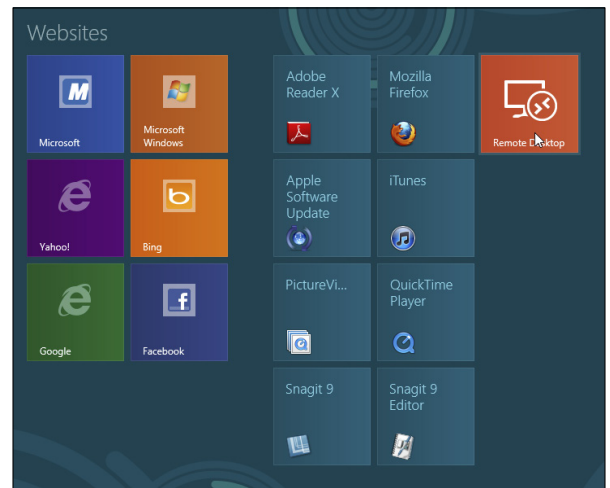 Websites
Microsoft
Microsoft
Windows
Yahoo!
Bing
Google
Facebook
Adobe
Reader X
Mozilla
Firefox
Apple
Software
Update
iTunes
PictureVi...
QuickTime
Player
Snagit 9
Snagit 9
Editor
Remote Desktop